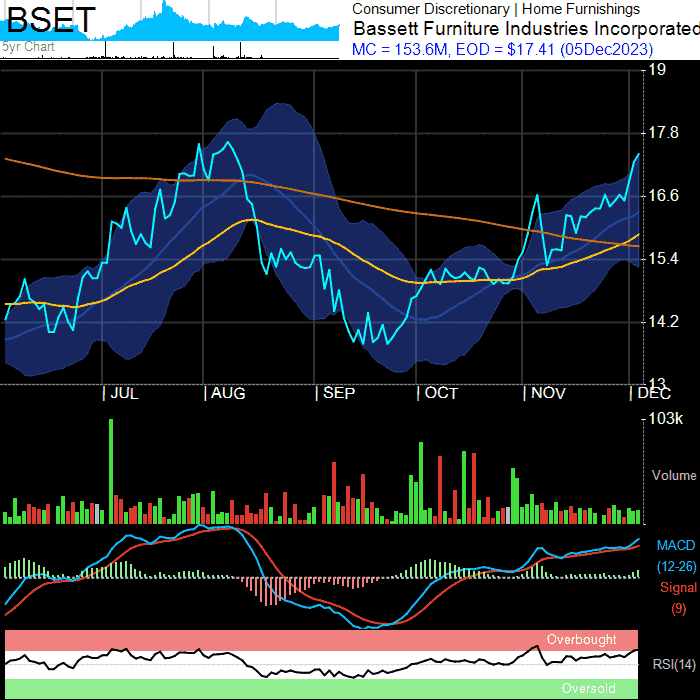 BSET
5yr Chart
Consumer Discretionary | Home Furnishings
Bassett Furniture Industries Incorporated
MC = 153.6M, EOD = $17.41 (05Dec2023)
19
17.8
16.6
15.4
14.2
13
JUL AUG SEP OCT NOV DEC
103k
Volume
MACD
(12-26)
Signal
(9)
Overbought
RSI(14)
Oversold